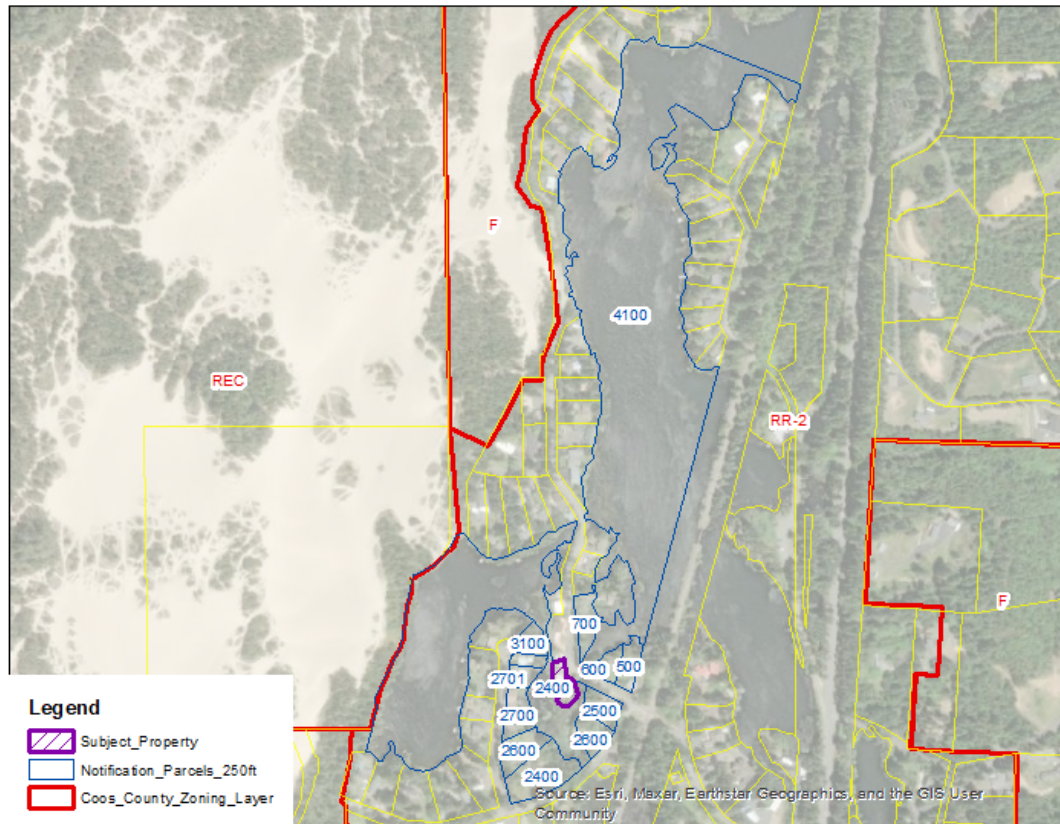 F
4100
REC
RR-2
F
700
3100
600
500
2701
2400
2700
2500
2600
2600
2400
Legend
Subject_Property
Notification_Parcels_250ft
Coos_County_Zoning_Layer
Source: Esri, Maxar, Earthstar Geographics, and the GIS User
Community